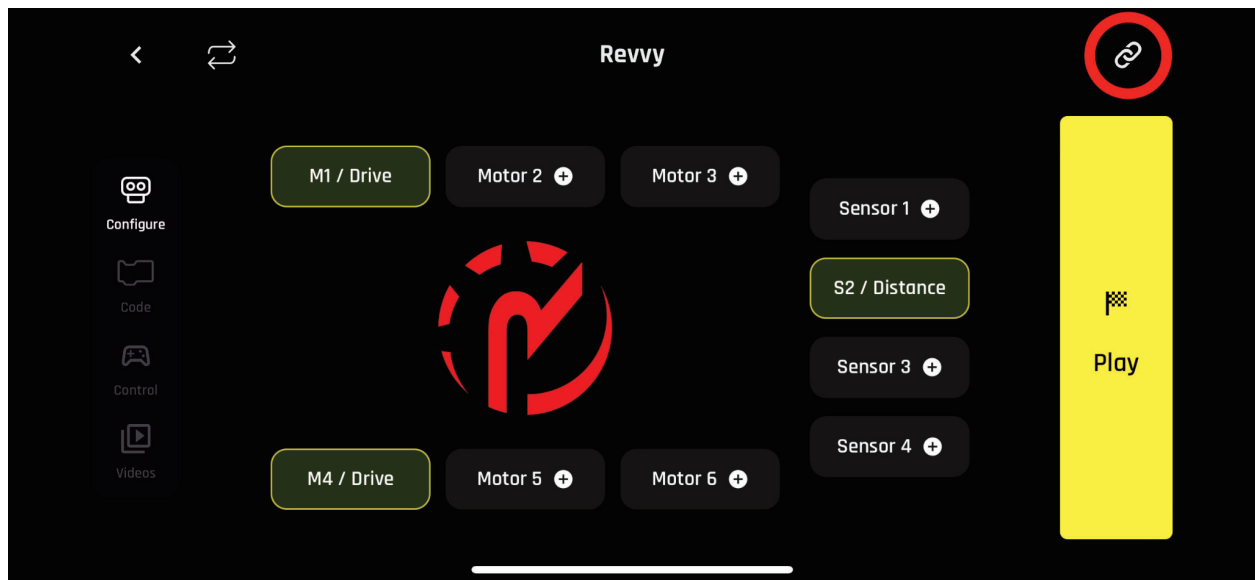 Revvy
Configure
Code
Control
Videos
M1 / Drive
Motor 2
Motor 3
M4 / Drive
Motor 5
Motor 6
Sensor 1
S2 / Distance
Sensor 3
Sensor 4
Play